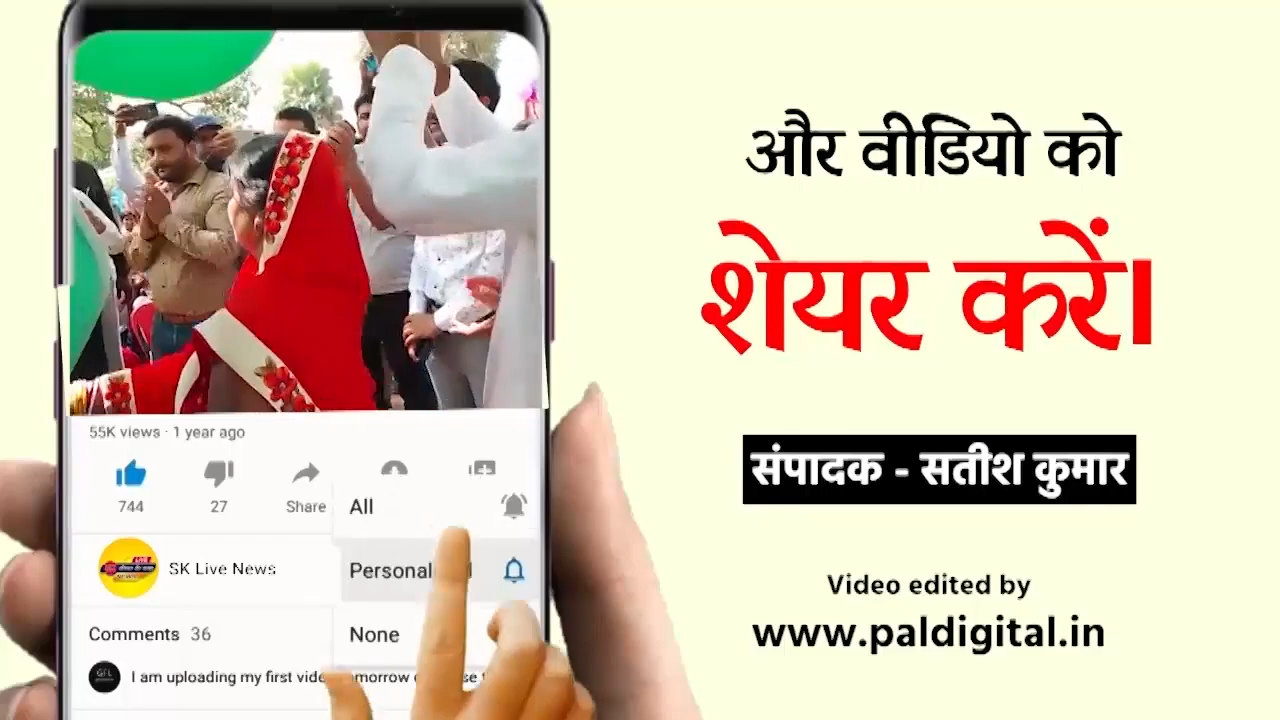 और वीडियो को
शेयर करें।
संपादक - सतीश कुमार
Video edited by
www.paldigital.in
55K views · 1 year ago
744
27
Share
All
SK Live News
Personal
None
Comments 36
GFL
I am uploading my first